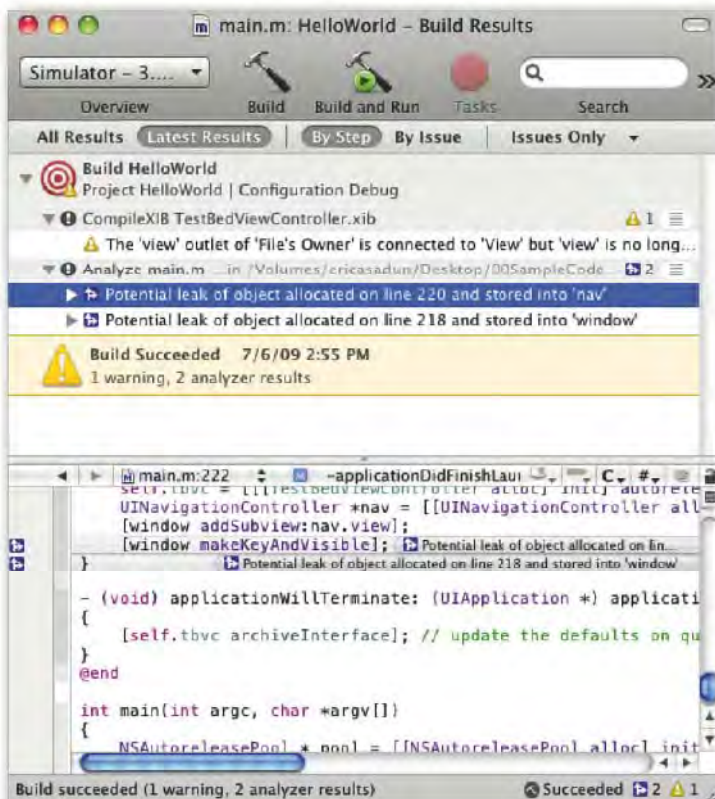 main.m: HelloWorld – Build Results
Simulator – 3....
Overview Build Build and Run Tasks Search
All Results Latest Results By Step By Issue Issues Only
Build HelloWorld
Project HelloWorld | Configuration Debug
CompileXIB TestBedViewController.xib 1
The 'view' outlet of 'File's Owner' is connected to 'View' but 'view' is no long...
Analyze main.m ...in /Volumes/ericasadun/Desktop/00SampleCode 2
Potential leak of object allocated on line 220 and stored into 'nav'
Potential leak of object allocated on line 218 and stored into 'window'
Build Succeeded 7/6/09 2:55 PM
1 warning, 2 analyzer results
main.m:222 -applicationDidFinishLau C #
self.tbvc = [[[TestBedViewController alloc] init] autorele
UINavigationController *nav = [[UINavigationController all
[window addSubview:nav.view];
[window makeKeyAndVisible]; Potential leak of object allocated on lin...
} Potential leak of object allocated on line 218 and stored into 'window'
- (void) applicationWillTerminate: (UIApplication *) applicati
{
[self.tbvc archiveInterface]; // update the defaults on qu
}
@end
int main(int argc, char *argv[])
{
NSAutoreleasePool * pool = [[NSAutoreleasePool alloc] init
Build succeeded (1 warning, 2 analyzer results) Succeeded 2 1